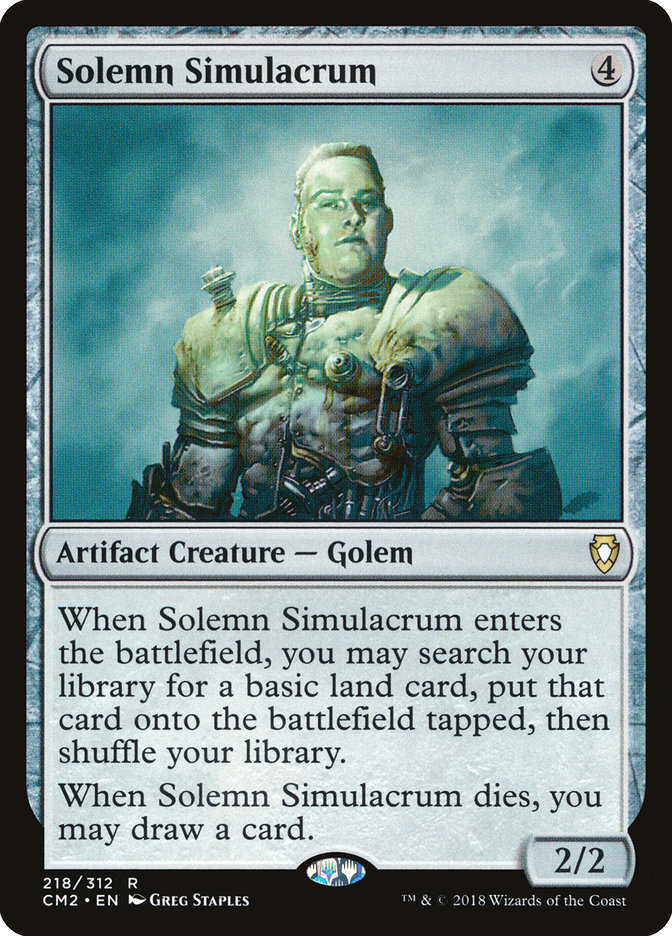 Solemn Simulacrum 4
Artifact Creature — Golem
When Solemn Simulacrum enters
the battlefield, you may search your
library for a basic land card, put that
card onto the battlefield tapped, then
shuffle your library.
When Solemn Simulacrum dies, you
may draw a card.
2/2
218/312 R
CM2 • EN Greg Staples
™ & © 2018 Wizards of the Coast